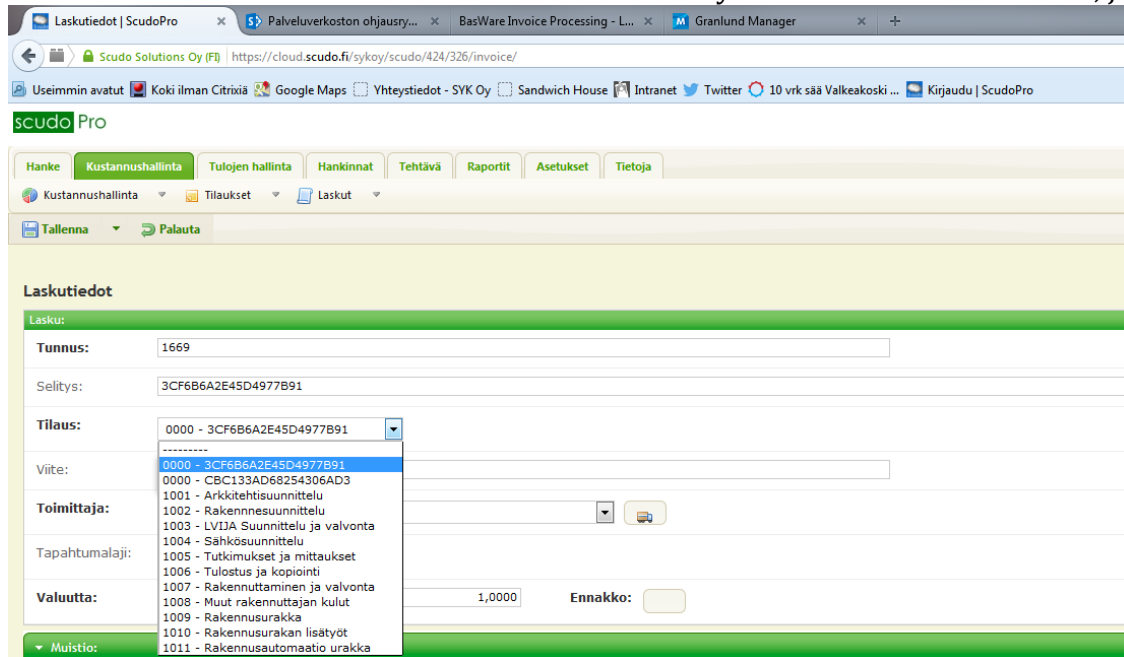 Laskutiedot | ScudoPro × Palveluverkoston ohjausry... × BasWare Invoice Processing - L... × Granlund Manager × +
Scudo Solutions Oy (FI) https://cloud.scudo.fi/sykoy/scudo/424/326/invoice/
Useimmin avatut Koki ilman Citrixiä Google Maps Yhteystiedot - SYK Oy Sandwich House Intranet Twitter 10 vrk sää Valkeakoski ... Kirjaudu | ScudoPro
scudo Pro
Hanke Kustannushallinta Tulojen hallinta Hankinnat Tehtävä Raportit Asetukset Tietoja
Kustannushallinta Tilaukset Laskut
Tallenna Palauta
Laskutiedot
Lasku:
Tunnus: 1669
Selitys: 3CF6B6A2E45D4977B91
Tilaus: 0000 - 3CF6B6A2E45D4977B91
---------
0000 - 3CF6B6A2E45D4977B91
Viite:
0000 - CBC133AD68254306AD3
1001 - Arkkitehtisuunnittelu
1002 - Rakennnesuunnittelu
Toimittaja:
1003 - LVIJA Suunnittelu ja valvonta
1004 - Sähkösuunnittelu
Tapahtumalaji:
1005 - Tutkimukset ja mittaukset
1006 - Tulostus ja kopiointi
1007 - Rakennuttaminen ja valvonta
Valuutta: 1,0000 Ennakko:
1008 - Muut rakennuttajan kulut
1009 - Rakennusurakka
1010 - Rakennusurakan lisätyöt
Muistio:
1011 - Rakennusautomaatio urakka